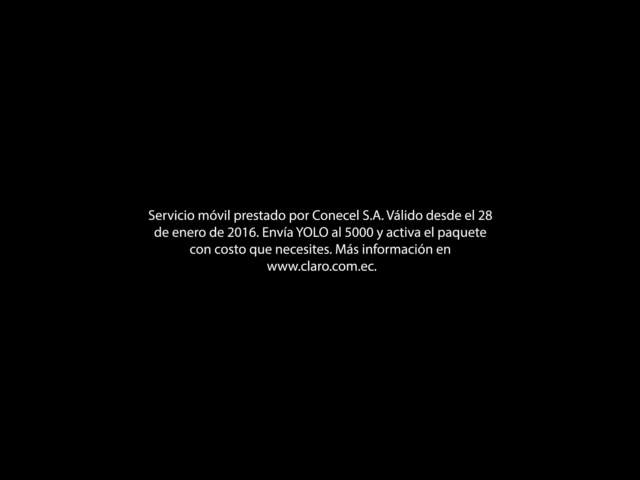 Servicio móvil prestado por Conecel S.A. Válido desde el 28
de enero de 2016. Envía YOLO al 5000 y activa el paquete
con costo que necesites. Más información en
www.claro.com.ec.